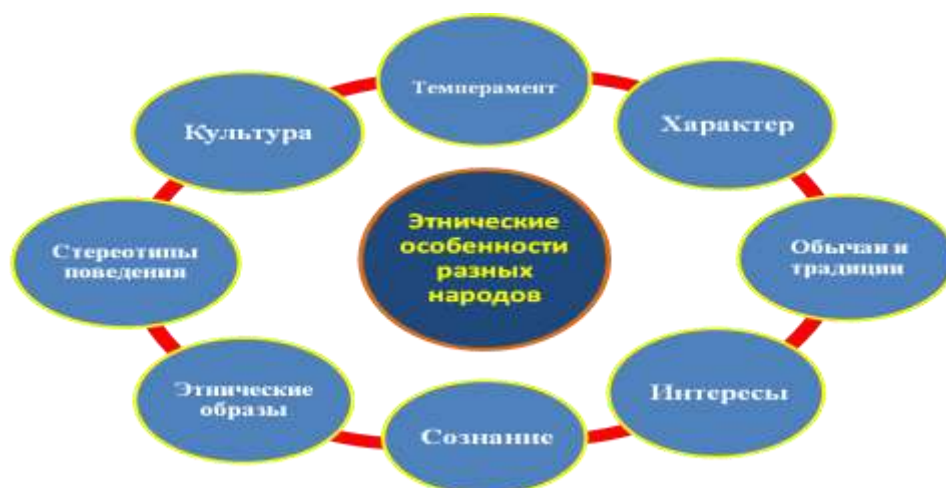 Темперамент
Характер
Обычаи и
традиции
Интересы
Сознание
Этнические
образы
Стереотипы
поведения
Культура
Этнические
особенности
разных
народов